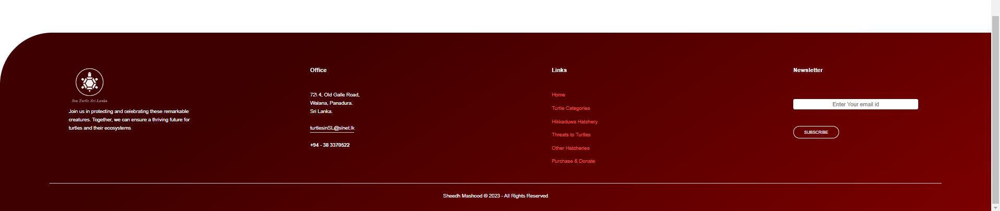 Sea Turtle Sri Lanka
Join us in protecting and celebrating these remarkable
creatures. Together, we can ensure a thriving future for
turtles and their ecosystems
Office
72\ 4, Old Galle Road,
Walana, Panadura.
Sri Lanka.
turtlesinSL@slnet.lk
+94 - 38 3370522
Links
Home
Turtle Categories
Hikkaduwa Hatchery
Threats to Turtles
Other Hatcheries
Purchase & Donate
Newsletter
Enter Your email id
SUBSCRIBE
Sheedh Mashood © 2023 - All Rights Reserved